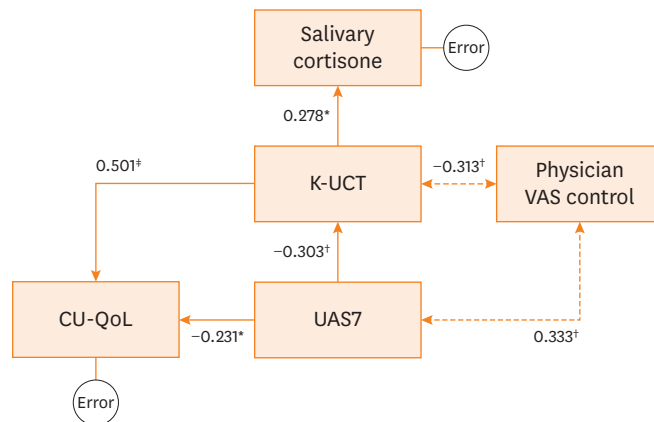 Salivary
cortisone
Error
0.278*
0.501‡
K-UCT
−0.313†
Physician
VAS control
−0.303†
CU-QoL
−0.231*
UAS7
0.333†
Error